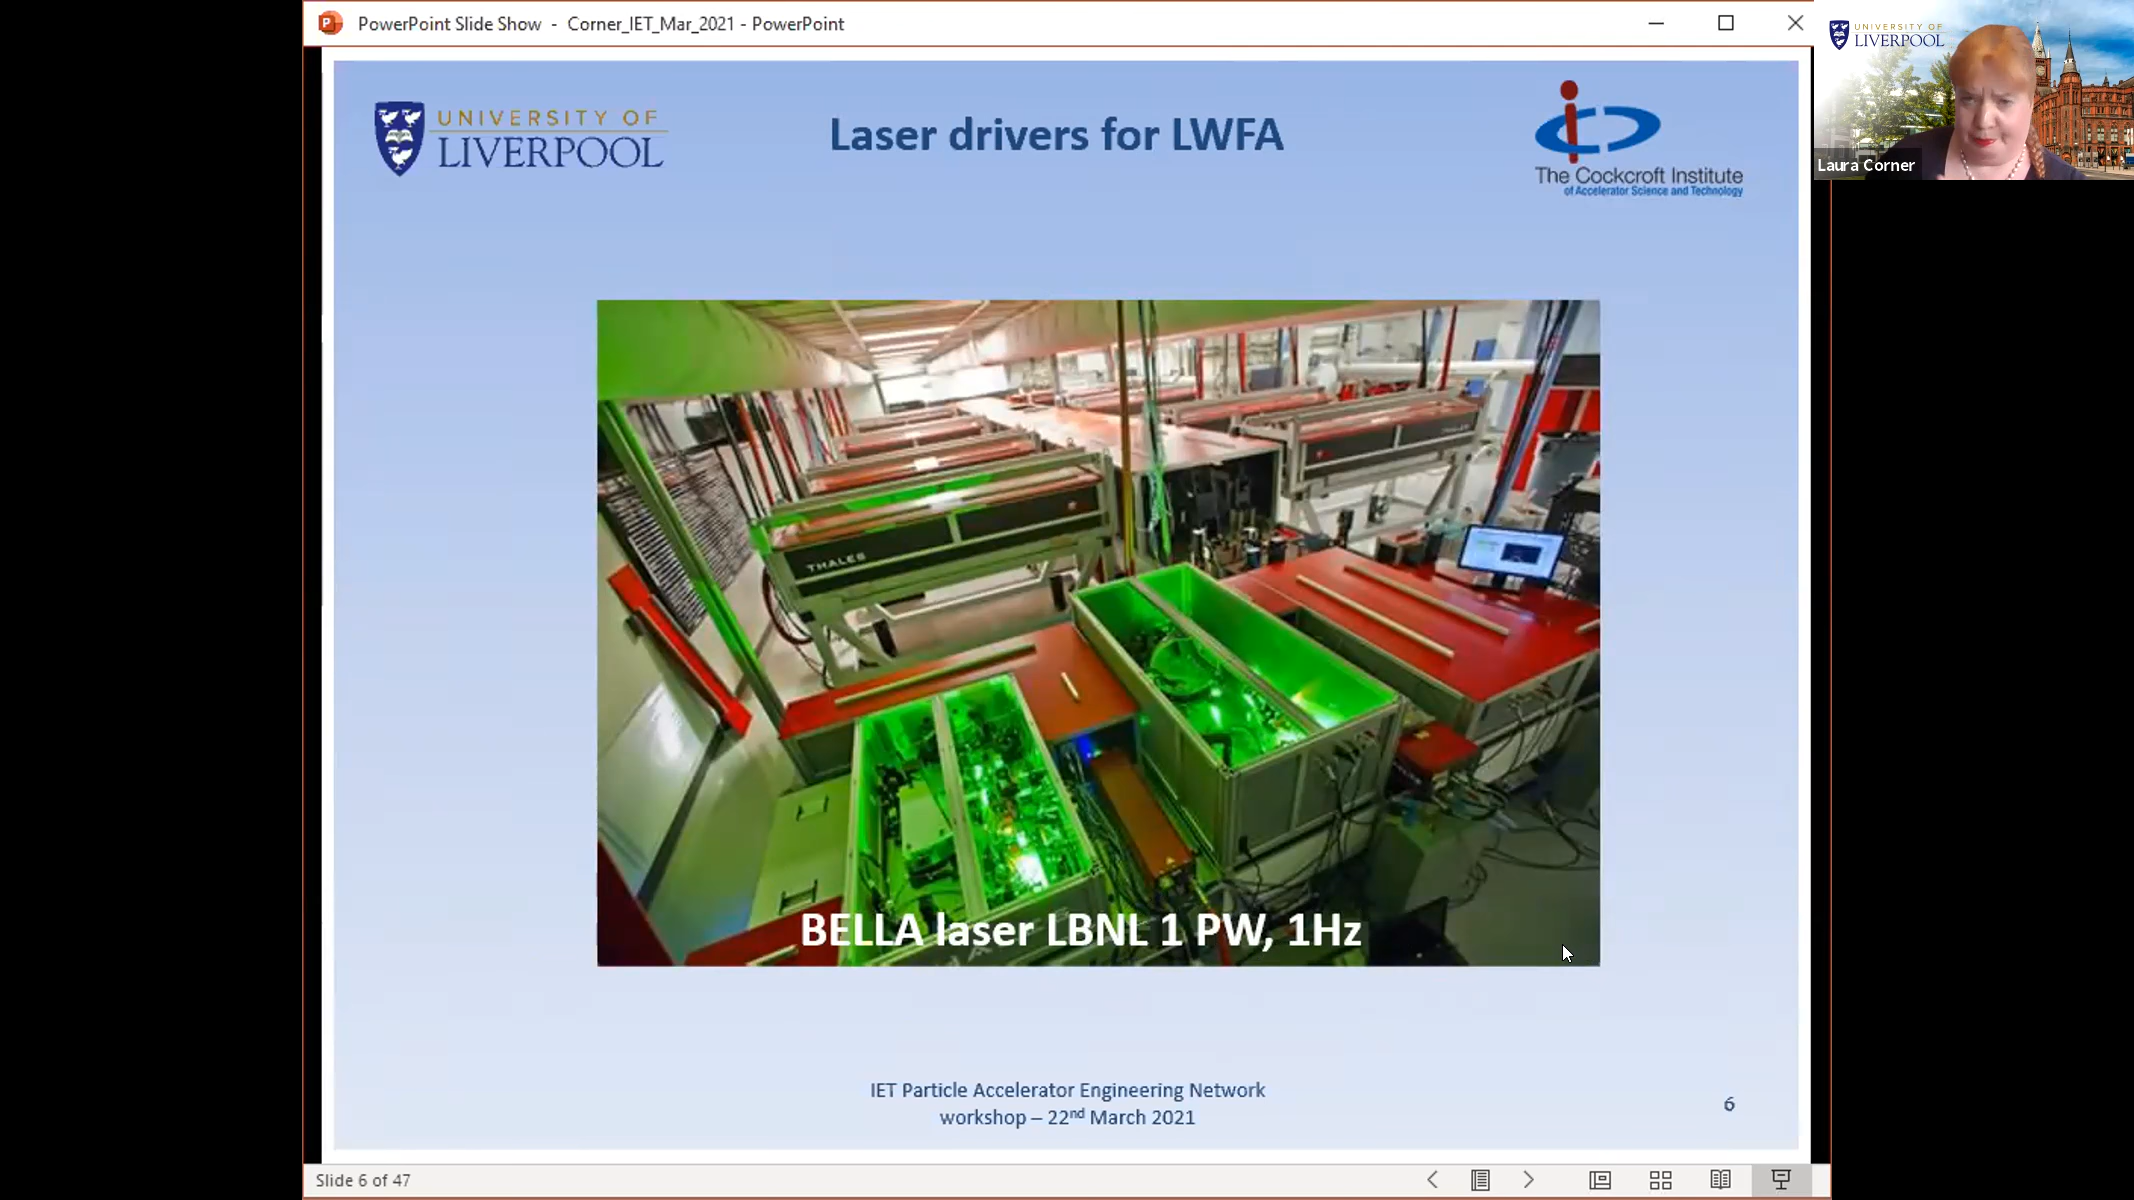 PowerPoint Slide Show - Corner_IET_Mar_2021 - PowerPoint
UNIVERSITY OF
LIVERPOOL
Laura Corner
UNIVERSITY OF
LIVERPOOL
Laser drivers for LWFA
The Cockcroft Institute
of Accelerator Science and Technology
THALES
THALES
BELLA laser LBNL 1 PW, 1Hz
IET Particle Accelerator Engineering Network
workshop – 22nd March 2021
6
Slide 6 of 47